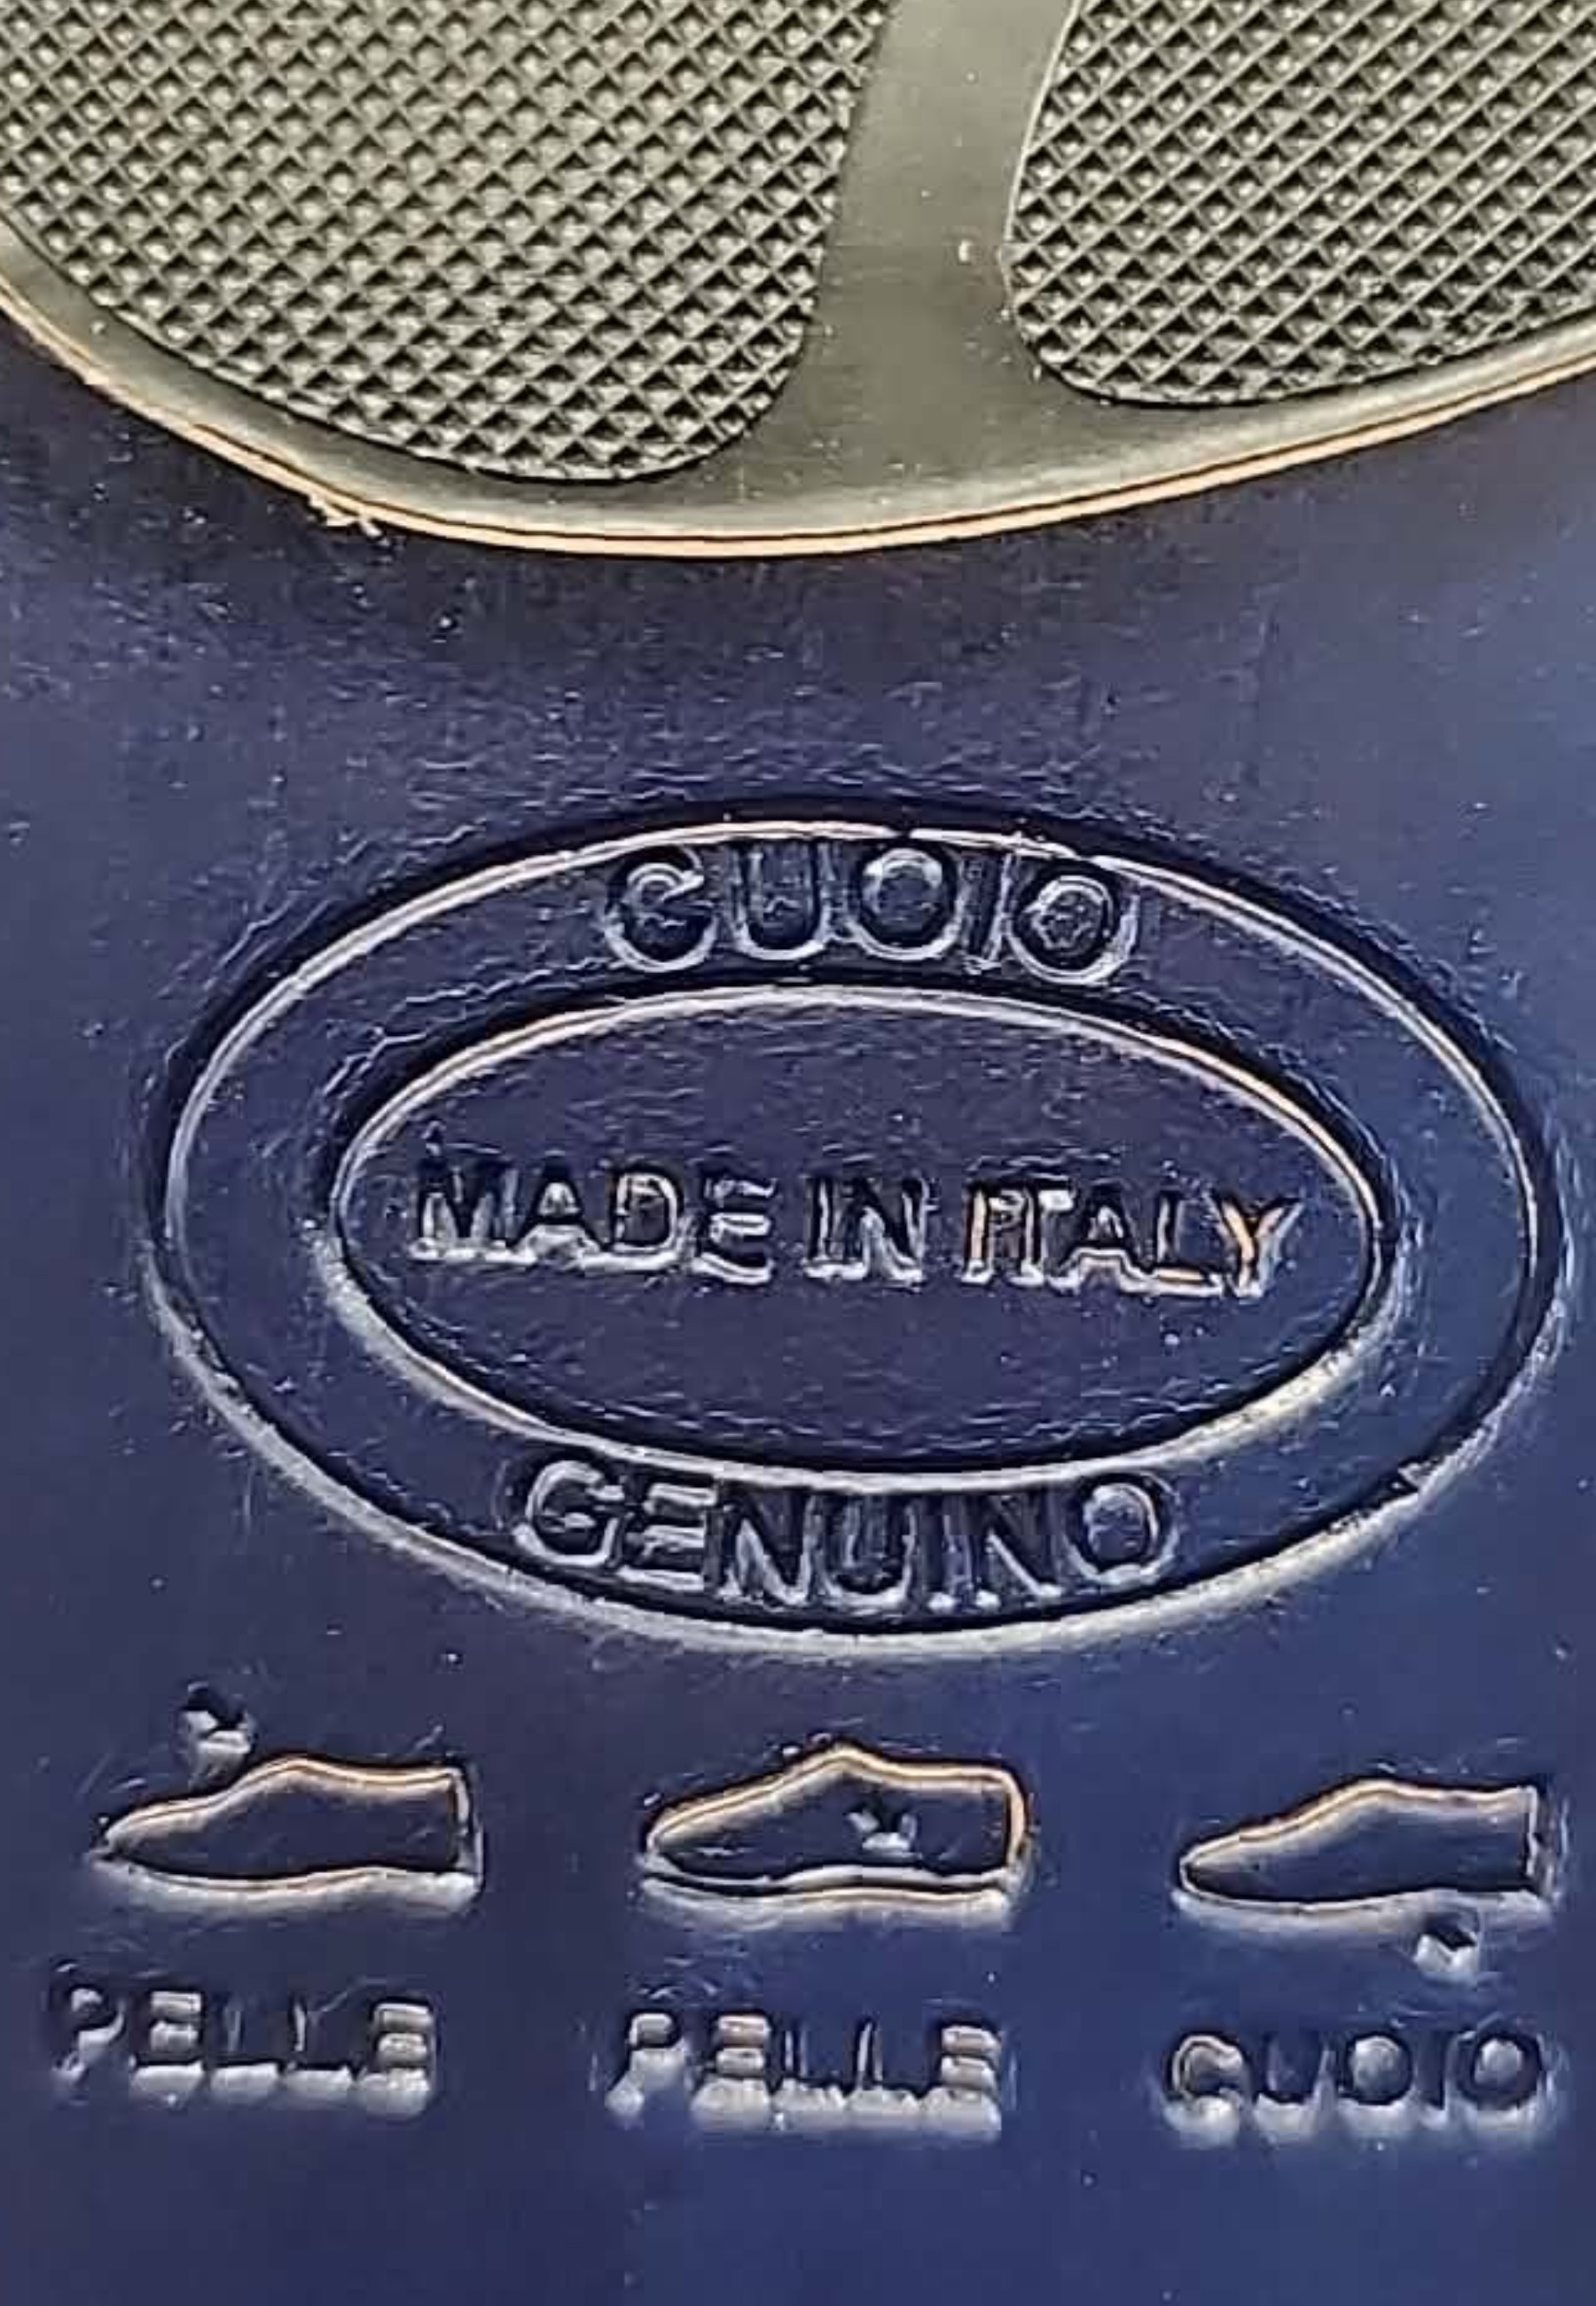 CUOIO
MADE IN ITALY
GENUINO
PELLE PELLE CUOIO